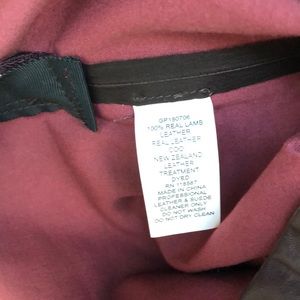 GP180706
100% REAL LAMB
LEATHER
REAL LEATHER
COO
NEW ZEALAND
LEATHER
TREATMENT
DYED
RN 118587
MADE IN CHINA
PROFESSIONAL
LEATHER & SUEDE
CLEANER ONLY
DO NOT WASH
DO NOT DRY CLEAN